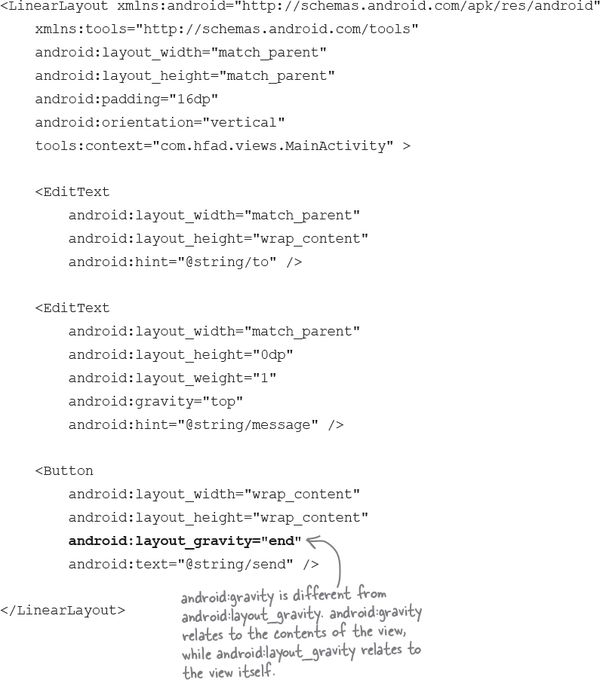 <LinearLayout xmlns:android="http://schemas.android.com/apk/res/android"
xmlns:tools="http://schemas.android.com/tools"
android:layout_width="match_parent"
android:layout_height="match_parent"
android:padding="16dp"
android:orientation="vertical"
tools:context="com.hfad.views.MainActivity" >
<EditText
android:layout_width="match_parent"
android:layout_height="wrap_content"
android:hint="@string/to" />
<EditText
android:layout_width="match_parent"
android:layout_height="0dp"
android:layout_weight="1"
android:gravity="top"
android:hint="@string/message" />
<Button
android:layout_width="wrap_content"
android:layout_height="wrap_content"
android:layout_gravity="end"
android:text="@string/send" />
android:gravity is different from
android:layout_gravity. android:gravity
relates to the contents of the view,
while android:layout_gravity relates to
the view itself.
</LinearLayout>